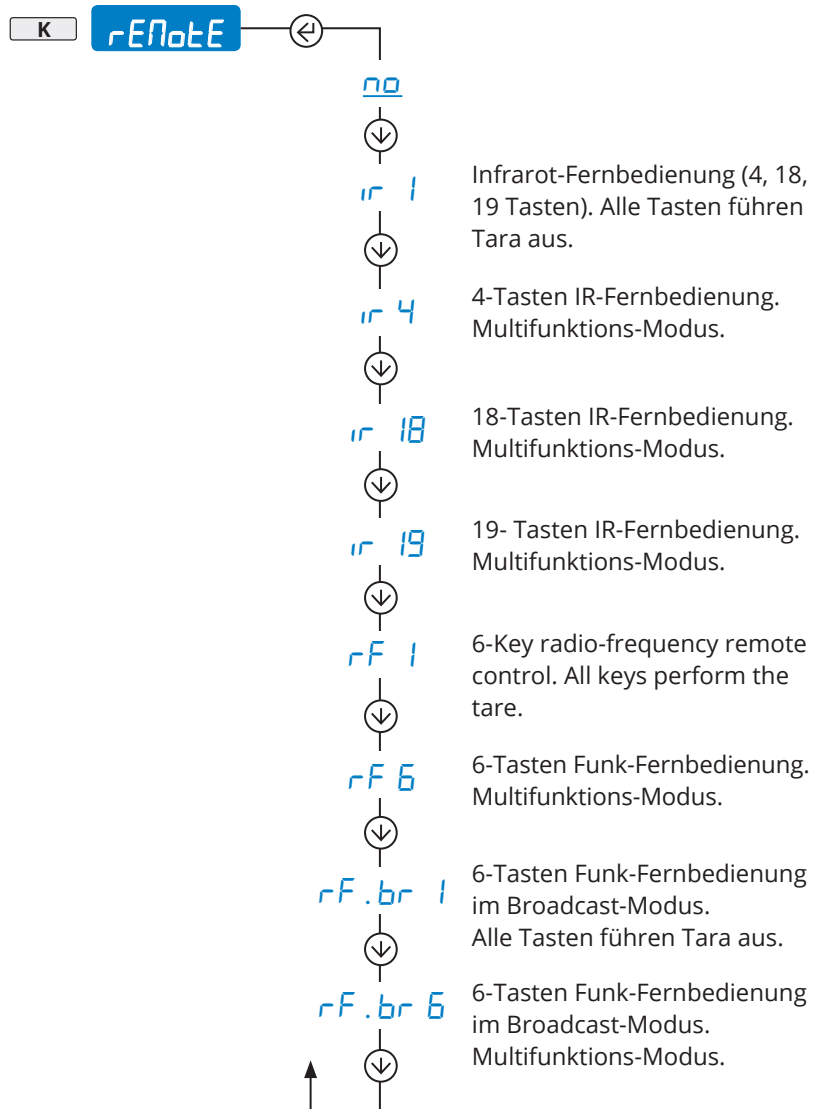 K rEMotE
no
ir 1
Infrarot-Fernbedienung (4, 18,
19 Tasten). Alle Tasten führen
Tara aus.
ir 4
4-Tasten IR-Fernbedienung.
Multifunktions-Modus.
ir 18
18-Tasten IR-Fernbedienung.
Multifunktions-Modus.
ir 19
19- Tasten IR-Fernbedienung.
Multifunktions-Modus.
rF 1
6-Key radio-frequency remote
control. All keys perform the
tare.
rF 6
6-Tasten Funk-Fernbedienung.
Multifunktions-Modus.
rF.br 1
6-Tasten Funk-Fernbedienung
im Broadcast-Modus.
Alle Tasten führen Tara aus.
rF.br 6
6-Tasten Funk-Fernbedienung
im Broadcast-Modus.
Multifunktions-Modus.